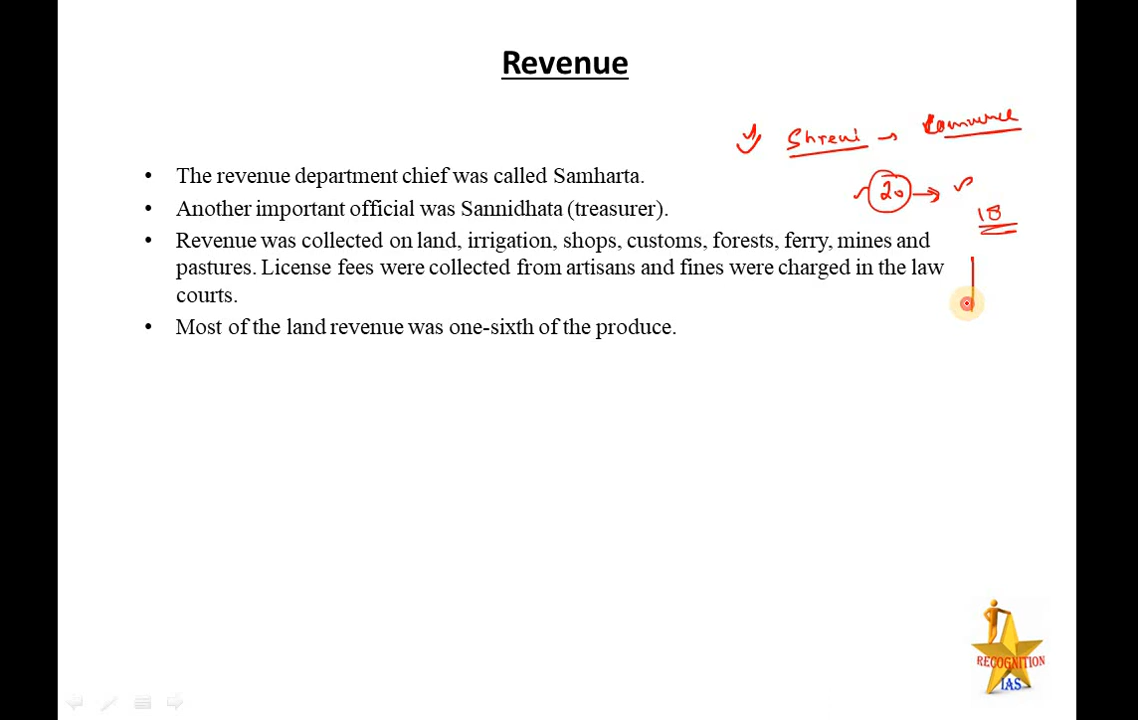 Revenue
Shreni → Commerce
20 →
18
• The revenue department chief was called Samharta.
• Another important official was Sannidhata (treasurer).
• Revenue was collected on land, irrigation, shops, customs, forests, ferry, mines and
pastures. License fees were collected from artisans and fines were charged in the law
courts.
• Most of the land revenue was one-sixth of the produce.
RECOGNITION
IAS